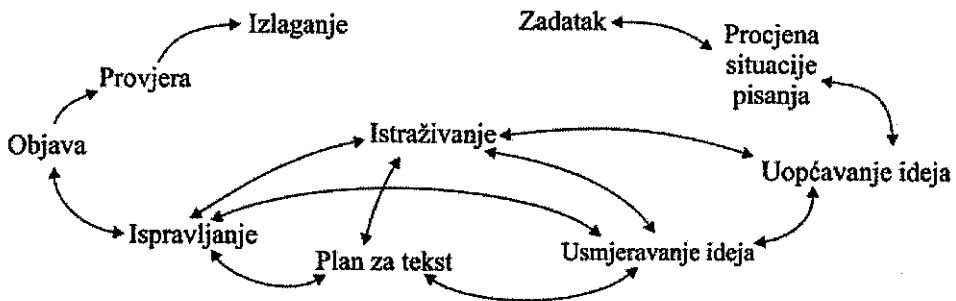 Izlaganje
Zadatak
Procjena
situacije
pisanja
Provjera
Istraživanje
Objava
Uopćavanje ideja
Ispravljanje
Plan za tekst
Usmjeravanje ideja